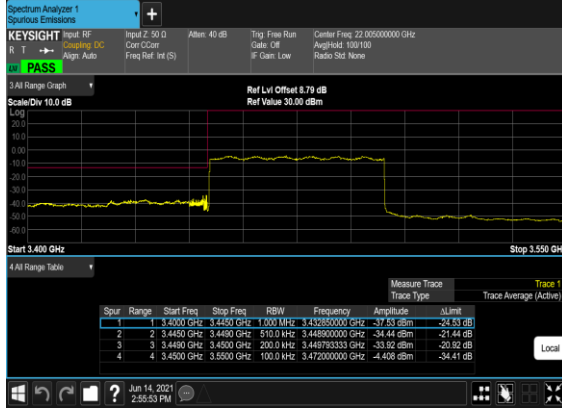 Spectrum Analyzer 1
Spurious Emissions
+
KEYSIGHT Input: RF Input Z: 50 Ω Atten: 40 dB Trig: Free Run Center Freq: 22.005000000 GHz
R T Coupling: DC Corr CCorr Gate: Off Avg|Hold: 100/100
Align: Auto Freq Ref: Int (S) IF Gain: Low Radio Std: None
PASS
3 All Range Graph
Ref Lvl Offset 8.79 dB
Scale/Div 10.0 dB Ref Value 30.00 dBm
Log
20.0
10.0
0.00
-10.0
-20.0
-30.0
-40.0
-50.0
-60.0
Start 3.400 GHz Stop 3.550 GH
4 All Range Table
Measure Trace Trace 1
Trace Type Trace Average (Active)
Spur Range Start Freq Stop Freq RBW Frequency Amplitude ΔLimit
1 1 3.4000 GHz 3.4450 GHz 1.000 MHz 3.432850000 GHz -37.53 dBm -24.53 dB
2 2 3.4450 GHz 3.4490 GHz 510.0 kHz 3.448900000 GHz -34.44 dBm -21.44 dB
3 3 3.4490 GHz 3.4500 GHz 200.0 kHz 3.449793333 GHz -33.92 dBm -20.92 dB
4 4 3.4500 GHz 3.5500 GHz 100.0 kHz 3.472000000 GHz -4.408 dBm -34.41 dB
Local
? Jun 14, 2021
2:55:53 PM